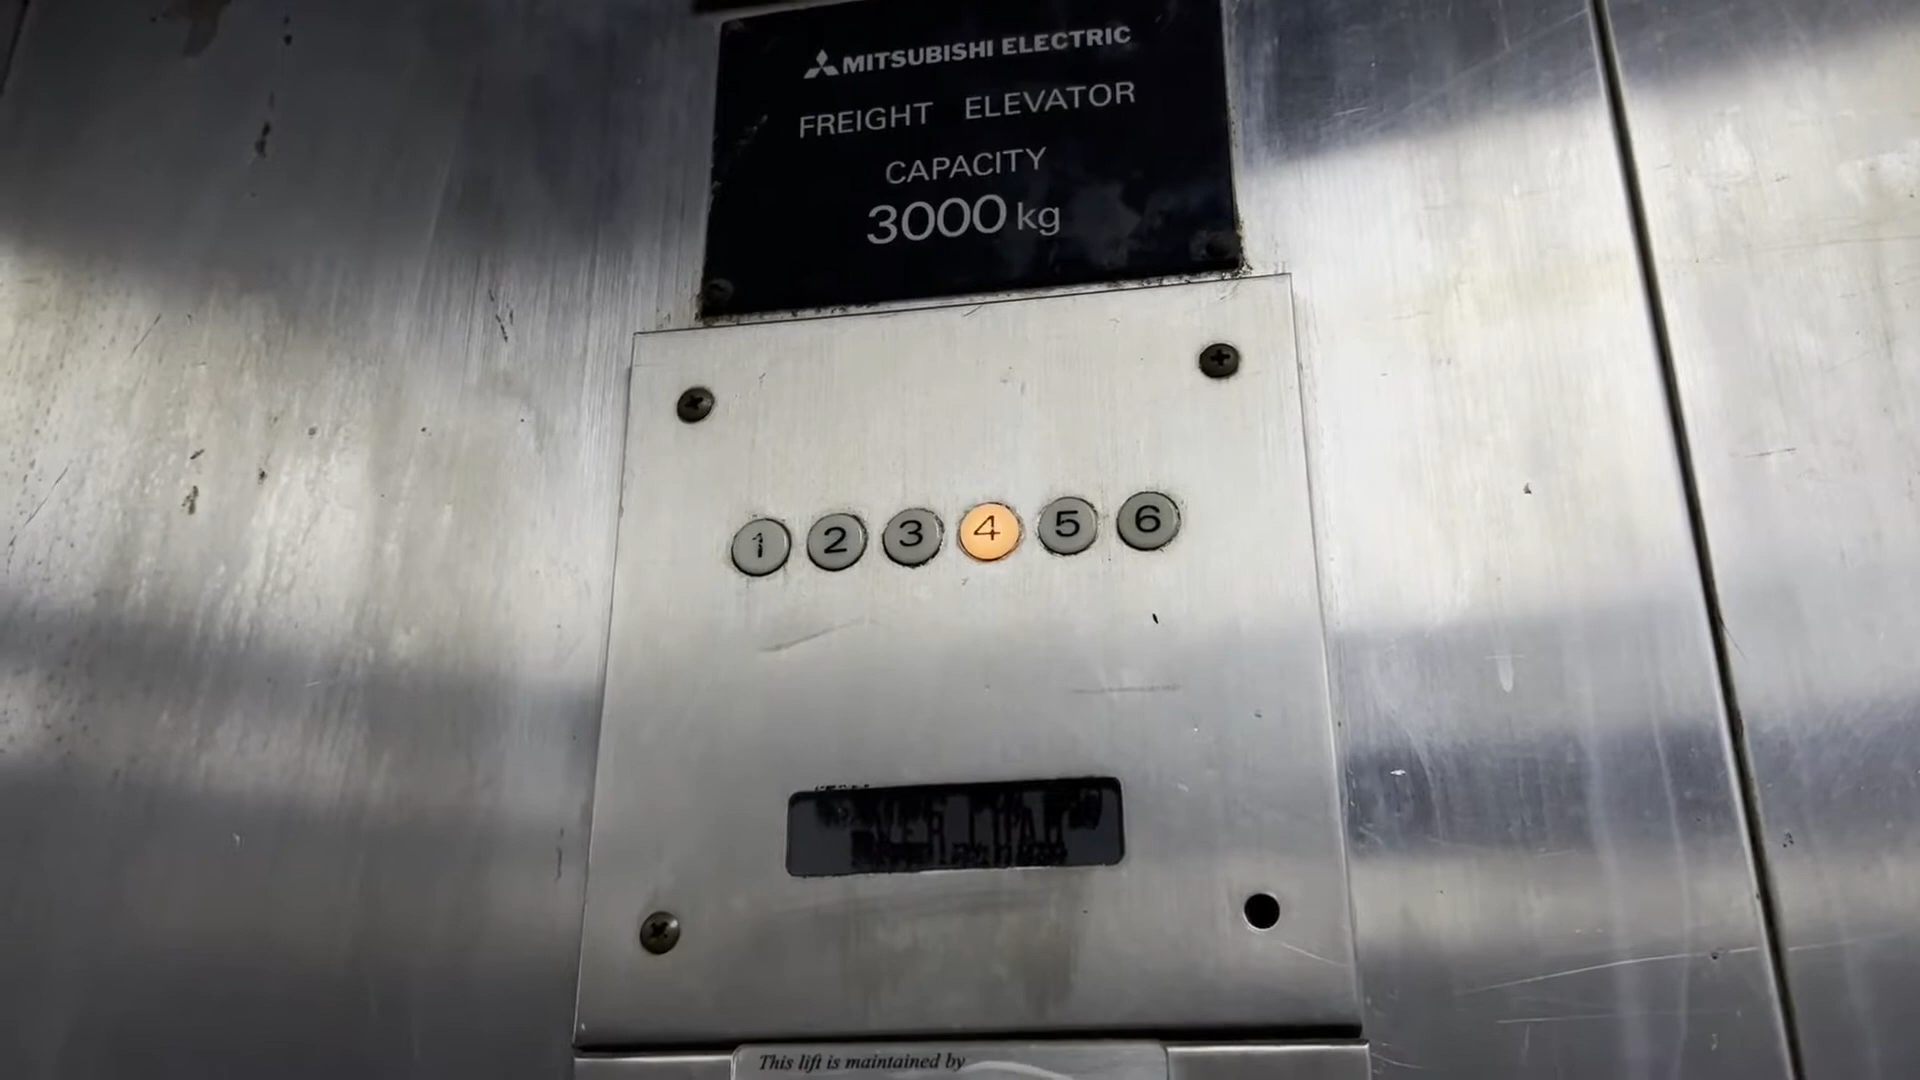 MITSUBISHI ELECTRIC
FREIGHT ELEVATOR
CAPACITY
3000 kg
1 2 3 4 5 6
This lift is maintained by